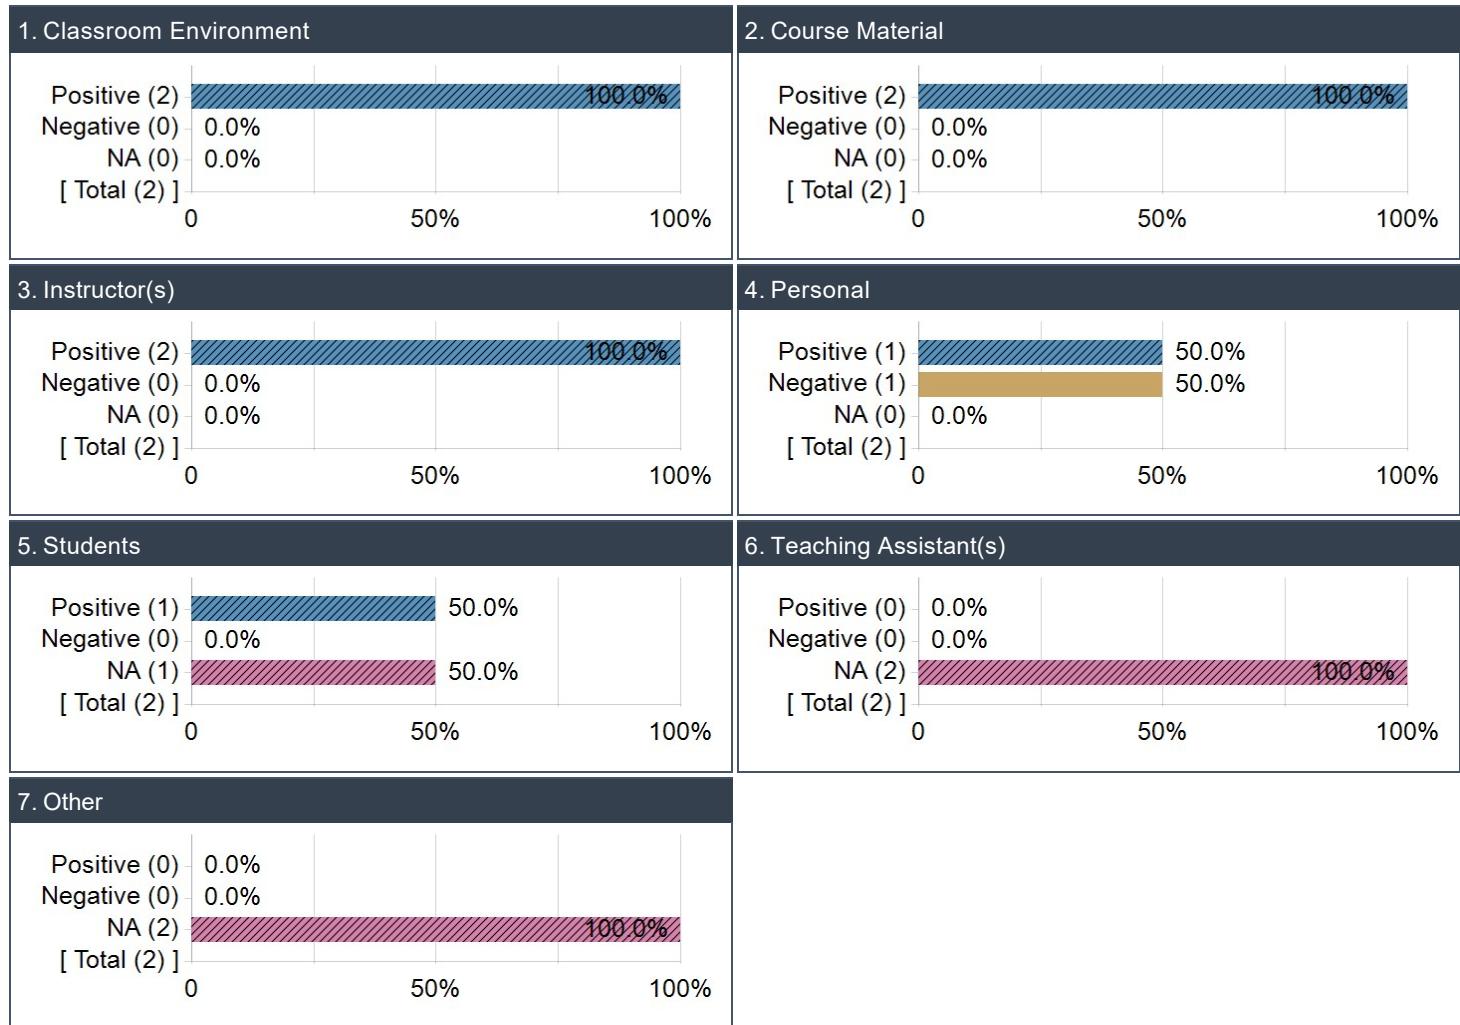 1. Classroom Environment
Positive (2) 100.0%
Negative (0) 0.0%
NA (0) 0.0%
[ Total (2) ]
0 50% 100%
2. Course Material
Positive (2) 100.0%
Negative (0) 0.0%
NA (0) 0.0%
[ Total (2) ]
0 50% 100%
3. Instructor(s)
Positive (2) 100.0%
Negative (0) 0.0%
NA (0) 0.0%
[ Total (2) ]
0 50% 100%
4. Personal
Positive (1) 50.0%
Negative (1) 50.0%
NA (0) 0.0%
[ Total (2) ]
0 50% 100%
5. Students
Positive (1) 50.0%
Negative (0) 0.0%
NA (1) 50.0%
[ Total (2) ]
0 50% 100%
6. Teaching Assistant(s)
Positive (0) 0.0%
Negative (0) 0.0%
NA (2) 100.0%
[ Total (2) ]
0 50% 100%
7. Other
Positive (0) 0.0%
Negative (0) 0.0%
NA (2) 100.0%
[ Total (2) ]
0 50% 100%